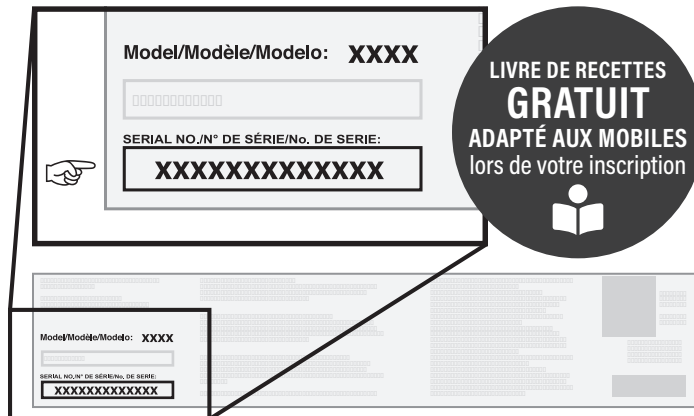 Model/Modèle/Modelo: XXXX
SERIAL NO./N° DE SÉRIE/No. DE SERIE:
XXXXXXXXXXXXX
LIVRE DE RECETTES
GRATUIT
ADAPTÉ AUX MOBILES
lors de votre inscription
Model/Modèle/Modelo: XXXX
SERIAL NO./N° DE SÉRIE/No. DE SERIE:
XXXXXXXXXXXXX